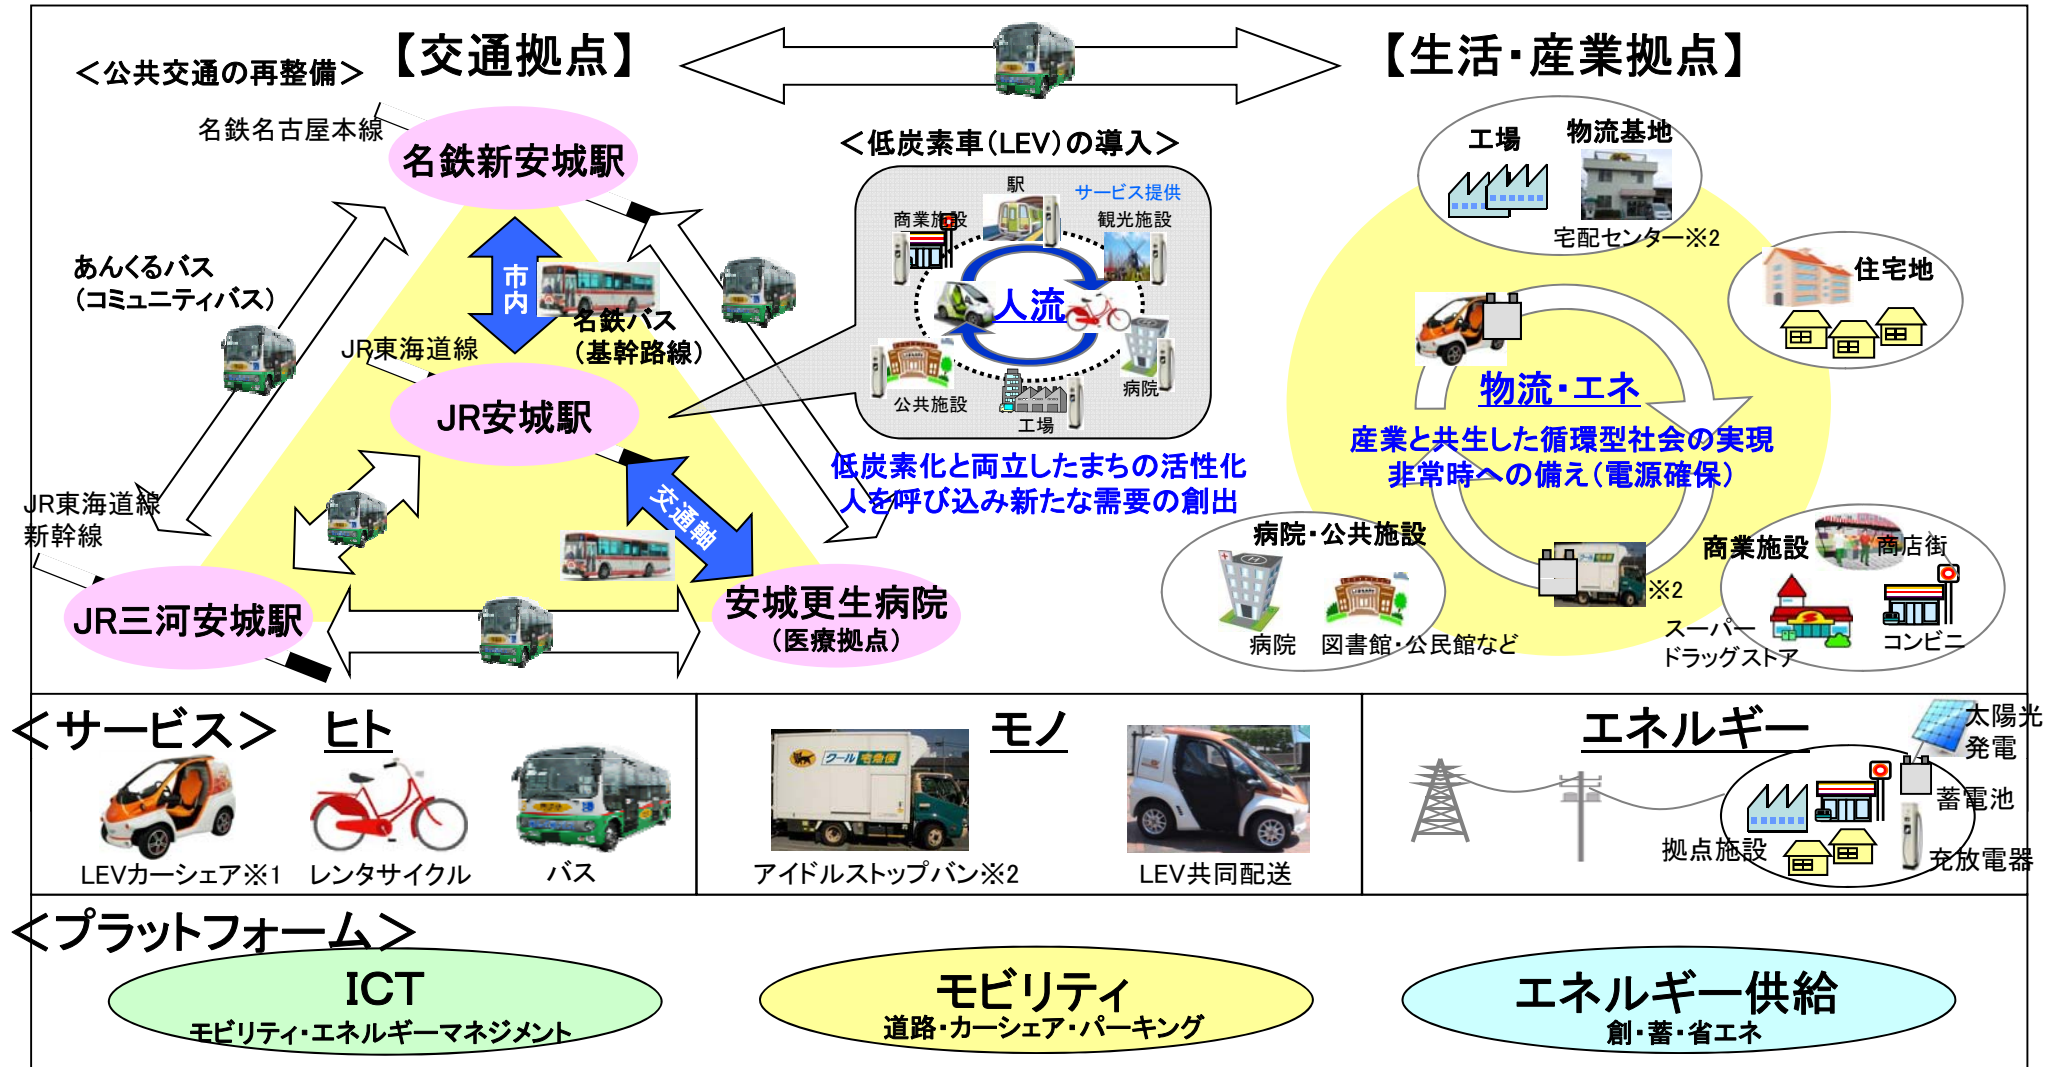 【交通拠点】
【生活・産業拠点】
＜公共交通の再整備＞
名鉄名古屋本線
名鉄新安城駅
あんくるバス
（コミュニティバス）
市内
名鉄バス
（基幹路線）
JR東海道線
JR安城駅
交通軸
JR東海道線
新幹線
JR三河安城駅
安城更生病院
（医療拠点）
＜低炭素車（LEV）の導入＞
駅
サービス提供
商業施設
観光施設
人流
公共施設
病院
工場
低炭素化と両立したまちの活性化
人を呼び込み新たな需要の創出
工場
物流基地
宅配センター※2
住宅地
物流・エネ
産業と共生した循環型社会の実現
非常時への備え（電源確保）
病院・公共施設
病院
図書館・公民館など
※2
商業施設
商店街
スーパー
ドラッグストア
コンビニ
＜サービス＞
ヒト
LEVカーシェア※1
レンタサイクル
バス
モノ
クール宅急便
アイドルストップバン※2
LEV共同配送
エネルギー
太陽光
発電
蓄電池
拠点施設
充放電器
＜プラットフォーム＞
ICT
モビリティ・エネルギーマネジメント
モビリティ
道路・カーシェア・パーキング
エネルギー供給
創・蓄・省エネ